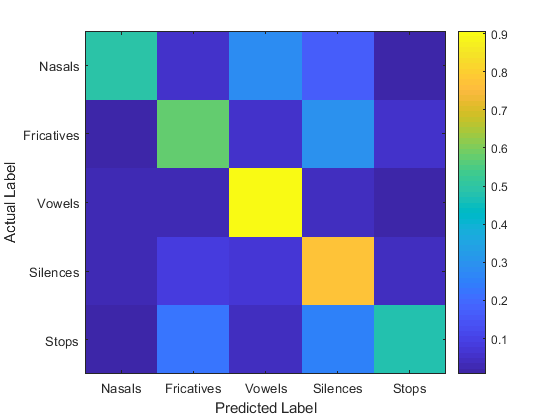 Actual Label
Nasals
Fricatives
Vowels
Silences
Stops
Nasals Fricatives Vowels Silences Stops
Predicted Label
0.9
0.8
0.7
0.6
0.5
0.4
0.3
0.2
0.1